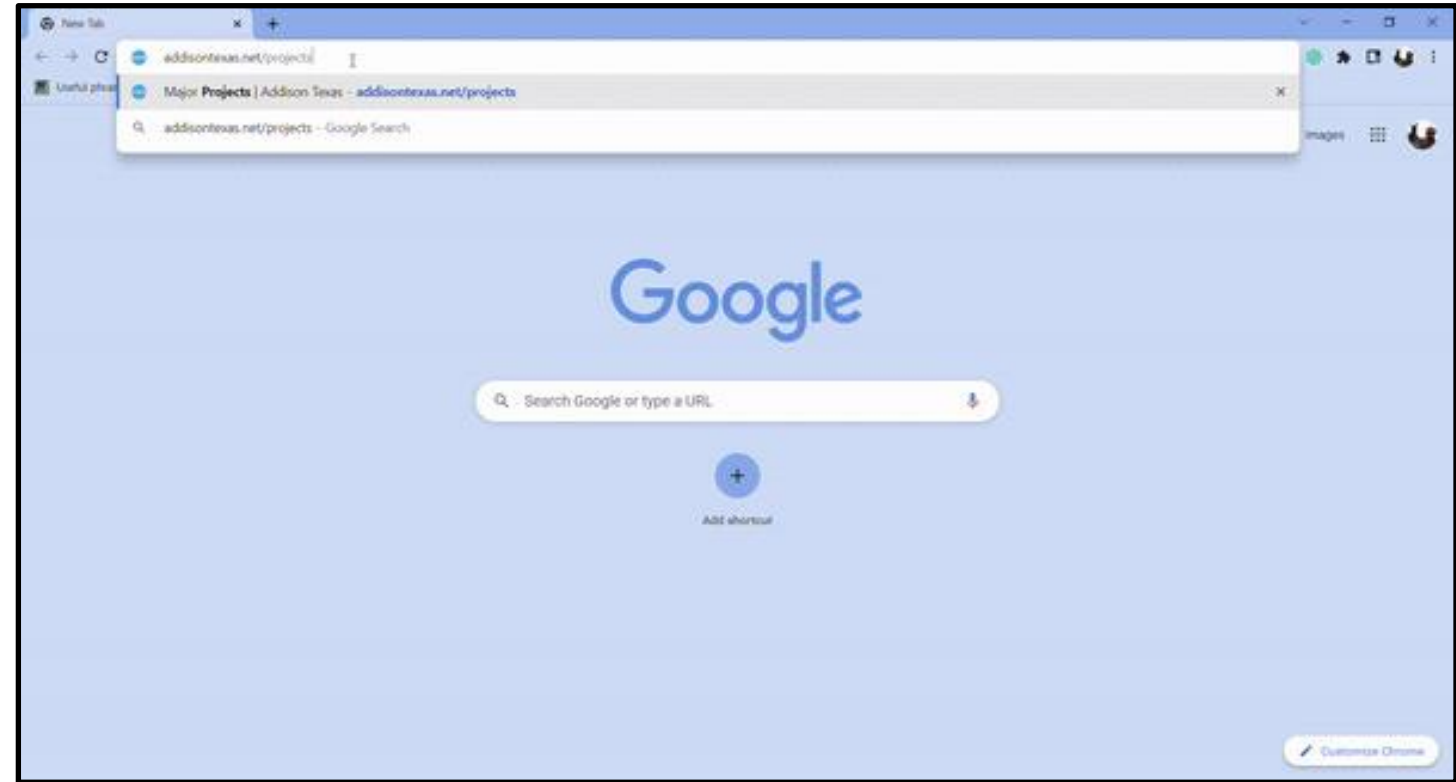 New Tab
addisontexas.net/projects
Useful
Major Projects | Addison Texas - addisontexas.net/projects
addisontexas.net/projects - Google Search
Images
Google
Search Google or type a URL
Add shortcut
Customize Chrome